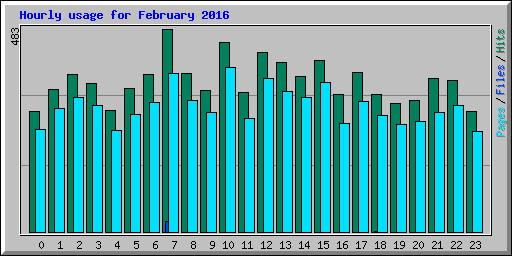 Hourly usage for February 2016
483
Pages/Files/Hits
0 1 2 3 4 5 6 7 8 9 10 11 12 13 14 15 16 17 18 19 20 21 22 23